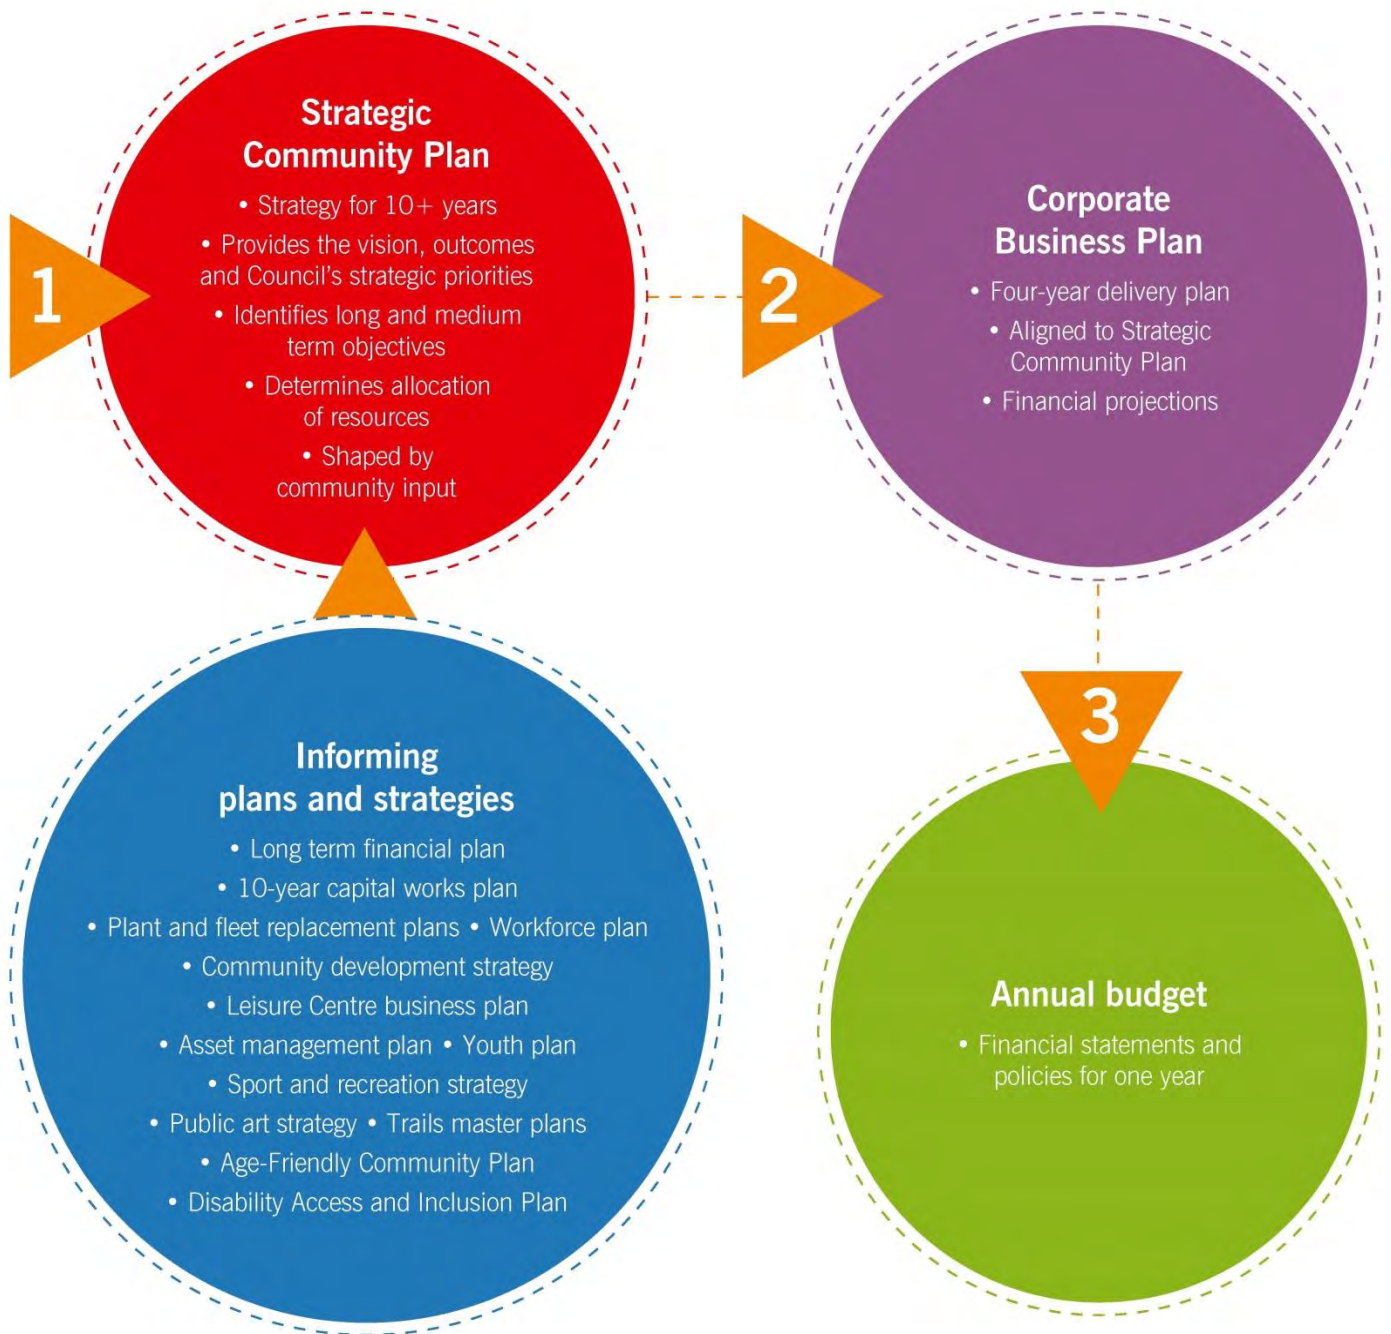 1
Strategic
Community Plan
• Strategy for 10+ years
• Provides the vision, outcomes
and Council's strategic priorities
• Identifies long and medium
term objectives
• Determines allocation
of resources
• Shaped by
community input
2
Corporate
Business Plan
• Four-year delivery plan
• Aligned to Strategic
Community Plan
• Financial projections
3
Annual budget
• Financial statements and
policies for one year
Informing
plans and strategies
• Long term financial plan
• 10-year capital works plan
• Plant and fleet replacement plans • Workforce plan
• Community development strategy
• Leisure Centre business plan
• Asset management plan • Youth plan
• Sport and recreation strategy
• Public art strategy • Trails master plans
• Age-Friendly Community Plan
• Disability Access and Inclusion Plan